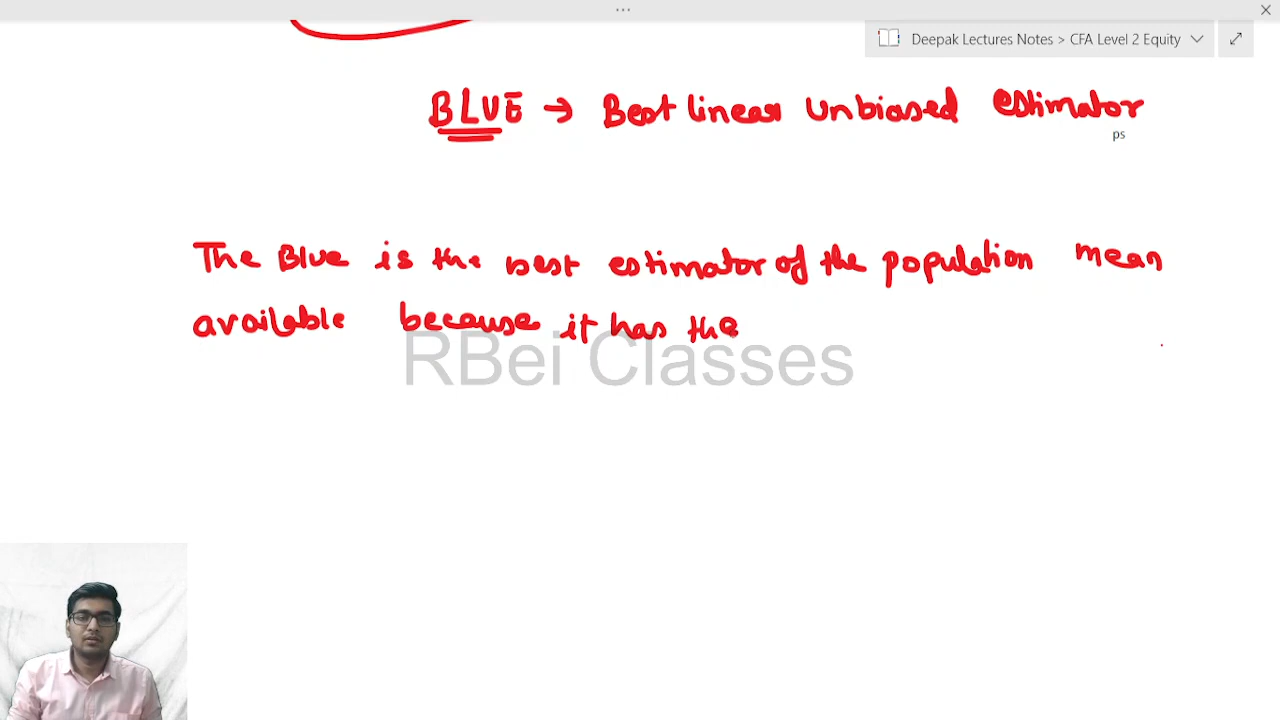 ...
Deepak Lectures Notes > CFA Level 2 Equity
BLUE → Best linear Unbiased estimator
ps
The Blue is the best estimator of the population mean
available because it has the
RBei Classes